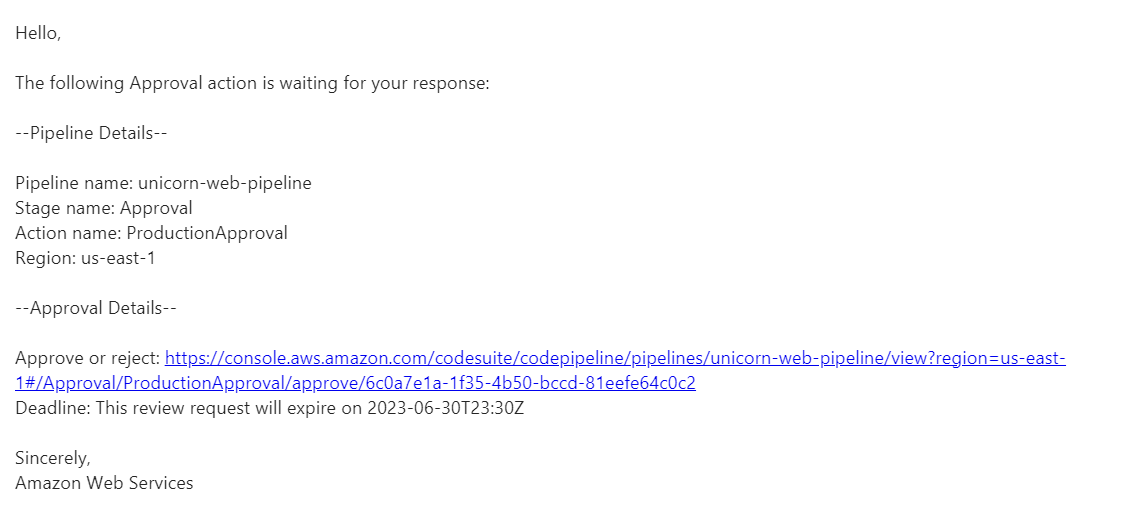 Hello,
The following Approval action is waiting for your response:
--Pipeline Details--
Pipeline name: unicorn-web-pipeline
Stage name: Approval
Action name: ProductionApproval
Region: us-east-1
--Approval Details--
Approve or reject: https://console.aws.amazon.com/codesuite/codepipeline/pipelines/unicorn-web-pipeline/view?region=us-east-
1#/Approval/ProductionApproval/approve/6c0a7e1a-1f35-4b50-bccd-81eefe64c0c2
Deadline: This review request will expire on 2023-06-30T23:30Z
Sincerely,
Amazon Web Services